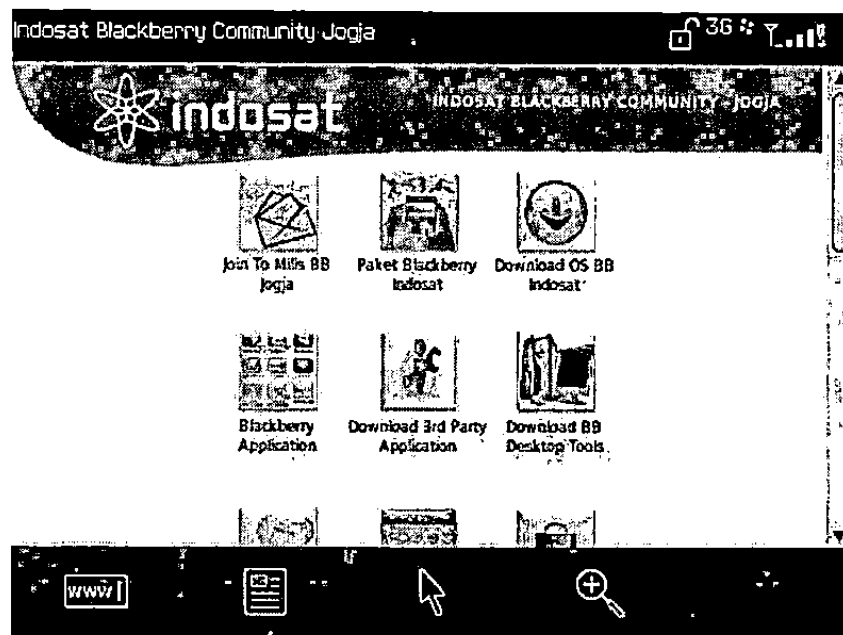 Indosat Blackberry Community Jogja
3G
indosat
INDOSAT BLACKBERRY COMMUNITY - JOGJA
Join To Milis BB
Jogja
Paket Blackberry
Indosat
Download OS BB
Indosat
Blackberry
Application
Download 3rd Party
Application
Download BB
Desktop Tools
www